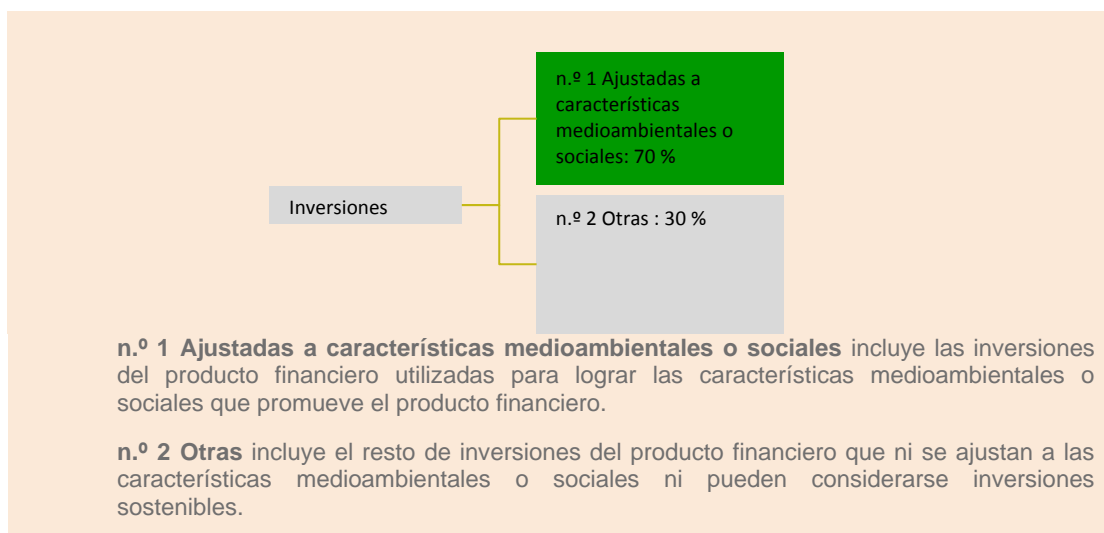 n.º 1 Ajustadas a
características
medioambientales o
sociales: 70 %
Inversiones
n.º 2 Otras : 30 %
n.º 1 Ajustadas a características medioambientales o sociales incluye las inversiones
del producto financiero utilizadas para lograr las características medioambientales o
sociales que promueve el producto financiero.
n.º 2 Otras incluye el resto de inversiones del producto financiero que ni se ajustan a las
características medioambientales o sociales ni pueden considerarse inversiones
sostenibles.